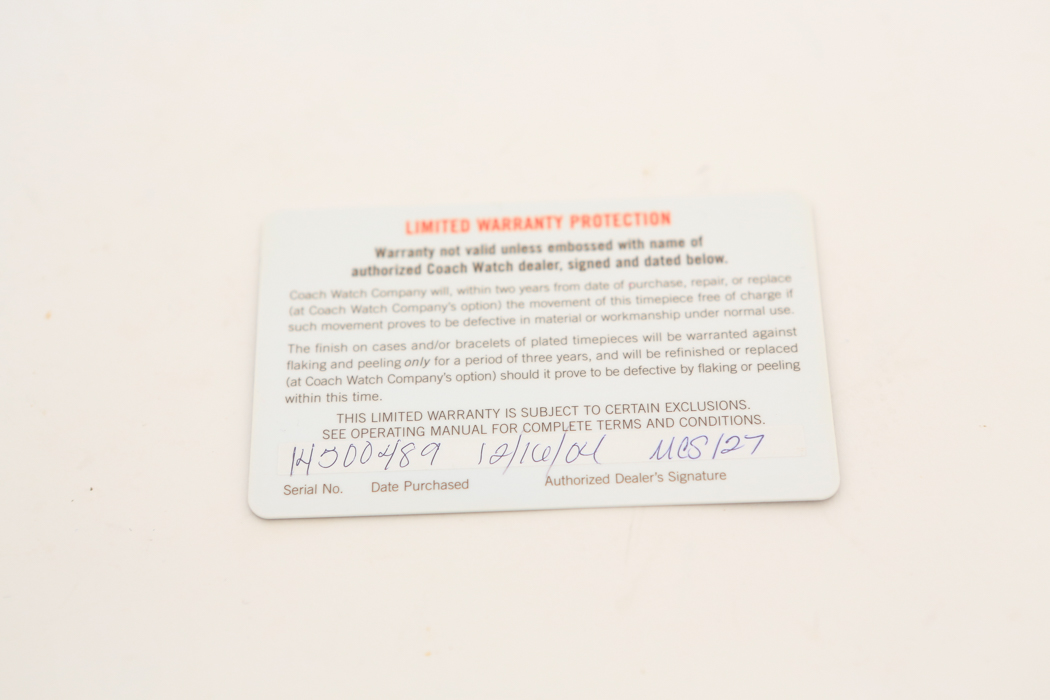 LIMITED WARRANTY PROTECTION
Warranty not valid unless embossed with name of
authorized Coach Watch dealer, signed and dated below.
Coach Watch Company will, within two years from date of purchase, repair, or replace
(at Coach Watch Company's option) the movement of this timepiece free of charge if
such movement proves to be defective in material or workmanship under normal use.
The finish on cases and/or bracelets of plated timepieces will be warranted against
flaking and peeling only for a period of three years, and will be refinished or replaced
(at Coach Watch Company's option) should it prove to be defective by flaking or peeling
within this time.
THIS LIMITED WARRANTY IS SUBJECT TO CERTAIN EXCLUSIONS.
SEE OPERATING MANUAL FOR COMPLETE TERMS AND CONDITIONS.
14500489 12/16/04 MCS127
Serial No. Date Purchased Authorized Dealer's Signature